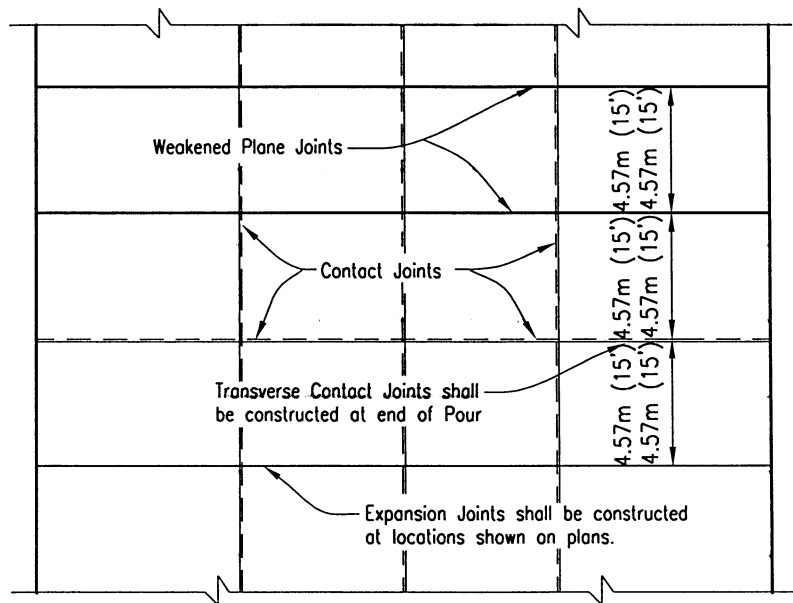 Weakened Plane Joints
4.57m (15')
4.57m (15')
Contact Joints
4.57m (15')
4.57m (15')
Transverse Contact Joints shall
be constructed at end of Pour
4.57m (15')
4.57m (15')
Expansion Joints shall be constructed
at locations shown on plans.